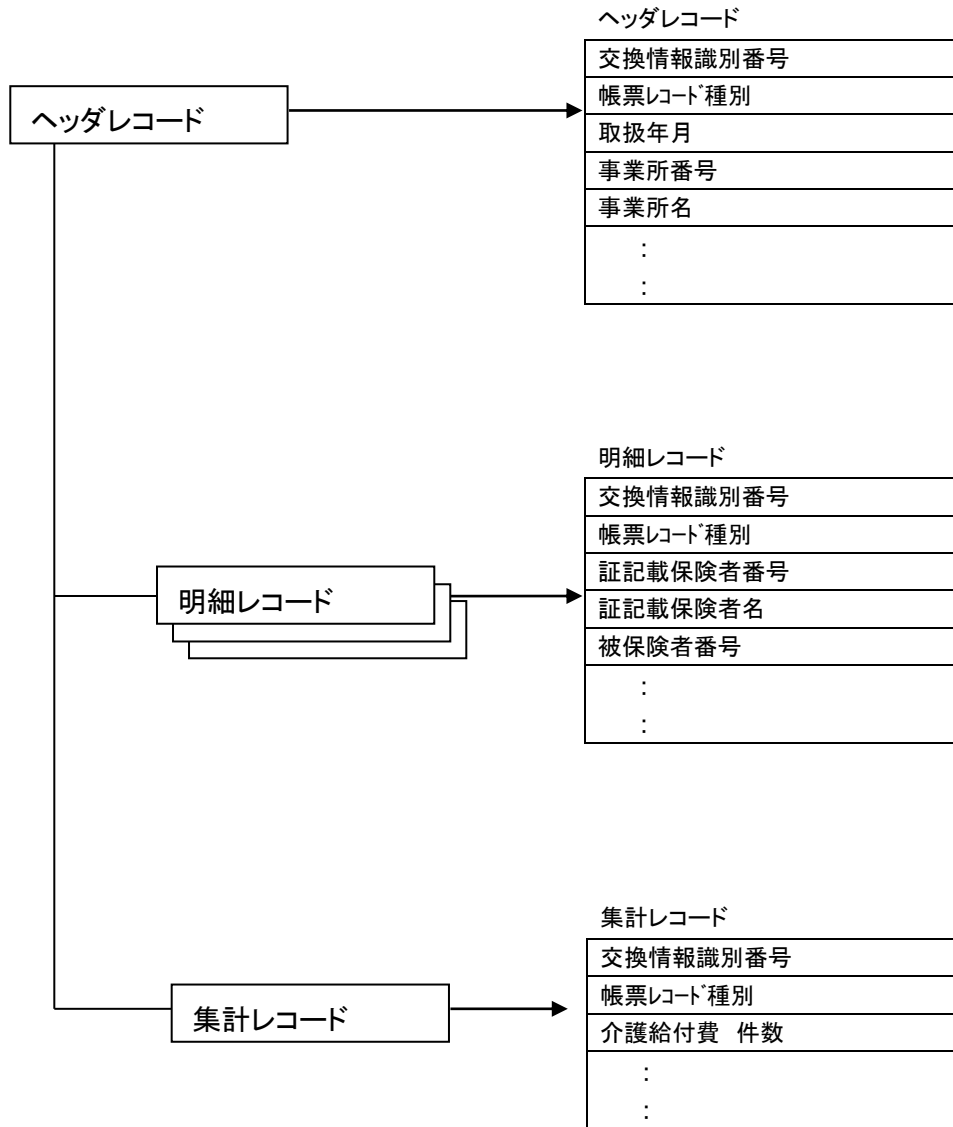 ヘッダレコード
交換情報識別番号
帳票ﾚｺｰﾄﾞ種別
取扱年月
事業所番号
事業所名
:
:
ヘッダレコード
明細レコード
交換情報識別番号
帳票ﾚｺｰﾄﾞ種別
証記載保険者番号
証記載保険者名
被保険者番号
:
:
明細レコード
集計レコード
交換情報識別番号
帳票ﾚｺｰﾄﾞ種別
介護給付費　件数
:
:
集計レコード